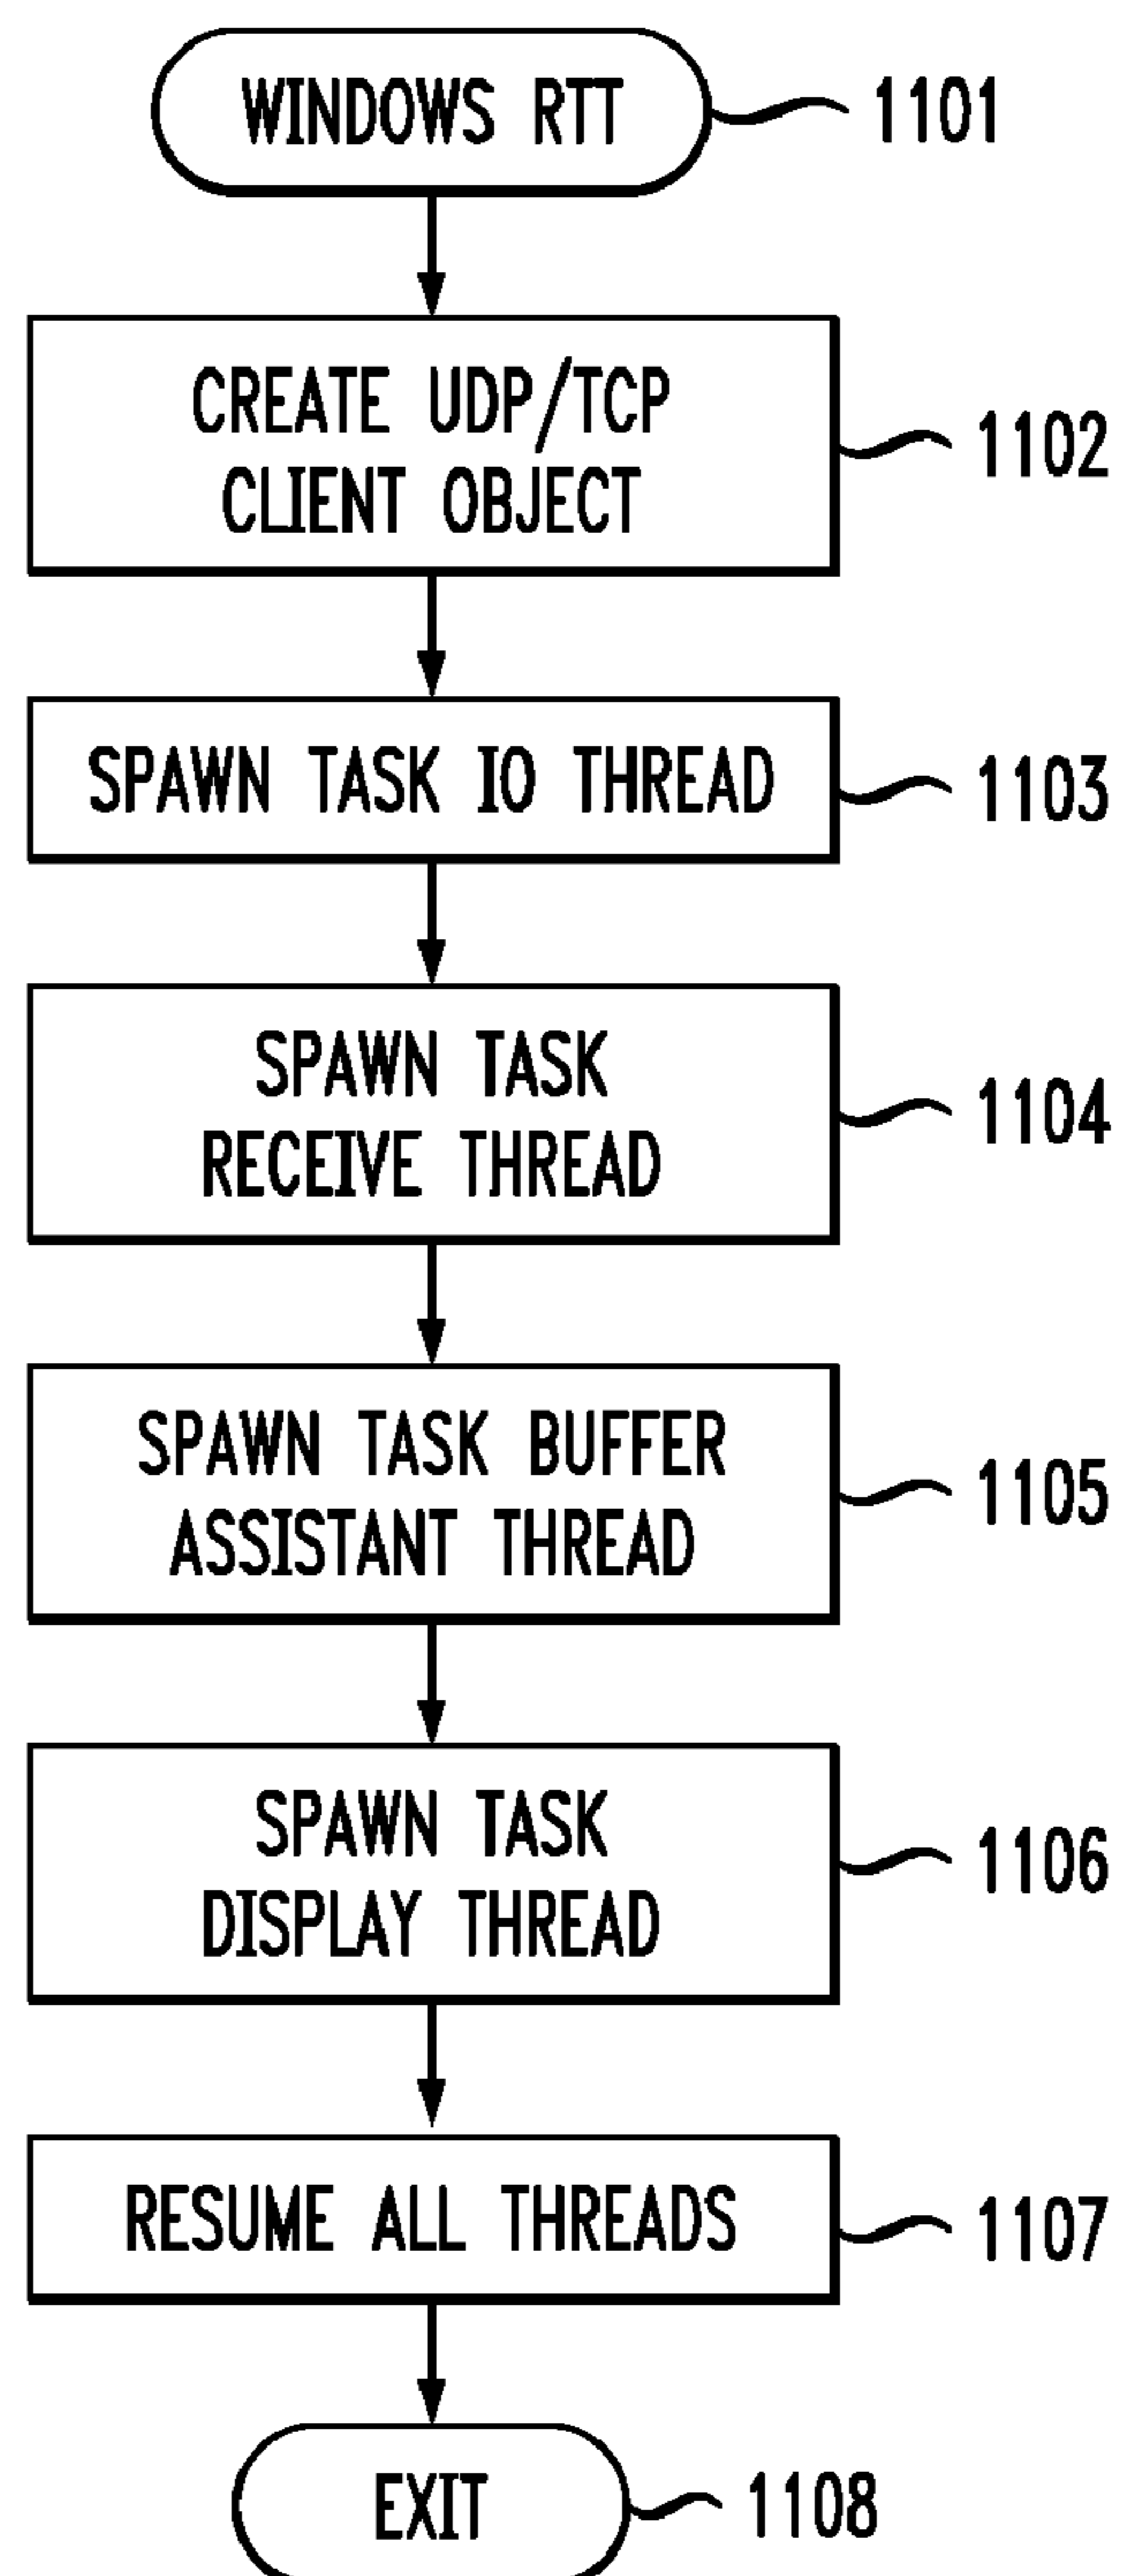 WINDOWS RTT
1101
CREATE UDP/TCP
CLIENT OBJECT
1102
SPAWN TASK IO THREAD
1103
SPAWN TASK
RECEIVE THREAD
1104
SPAWN TASK BUFFER
ASSISTANT THREAD
1105
SPAWN TASK
DISPLAY THREAD
1106
RESUME ALL THREADS
1107
EXIT
1108